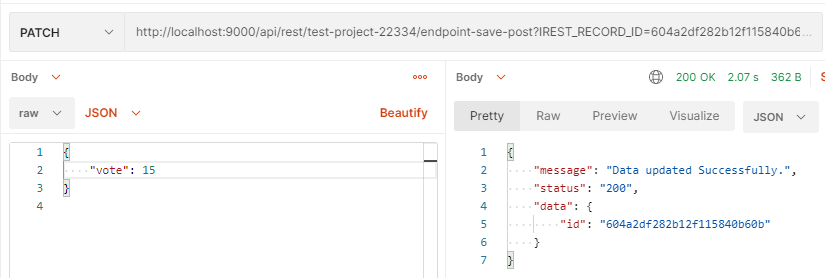 PATCH http://localhost:9000/api/rest/test-project-22334/endpoint-save-post?IREST_RECORD_ID=604a2df282b12f115840b6...
Body
raw JSON Beautify
1 {
2 "vote": 15
3 }
4
Body 200 OK 2.07 s 362 B
Pretty Raw Preview Visualize JSON
1 {
2 "message": "Data updated Successfully.",
3 "status": "200",
4 "data": {
5 "id": "604a2df282b12f115840b60b"
6 }
7 }